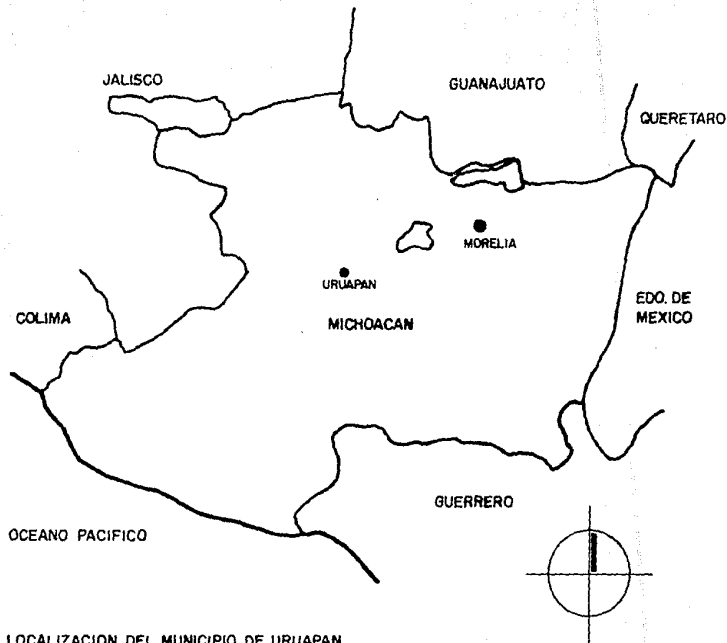 JALISCO
GUANAJUATO
QUERETARO
MORELIA
URUAPAN
EDO. DE
MEXICO
COLIMA
MICHOACAN
GUERRERO
OCEANO PACIFICO
LOCALIZACION DEL MUNICIPIO DE URUAPAN